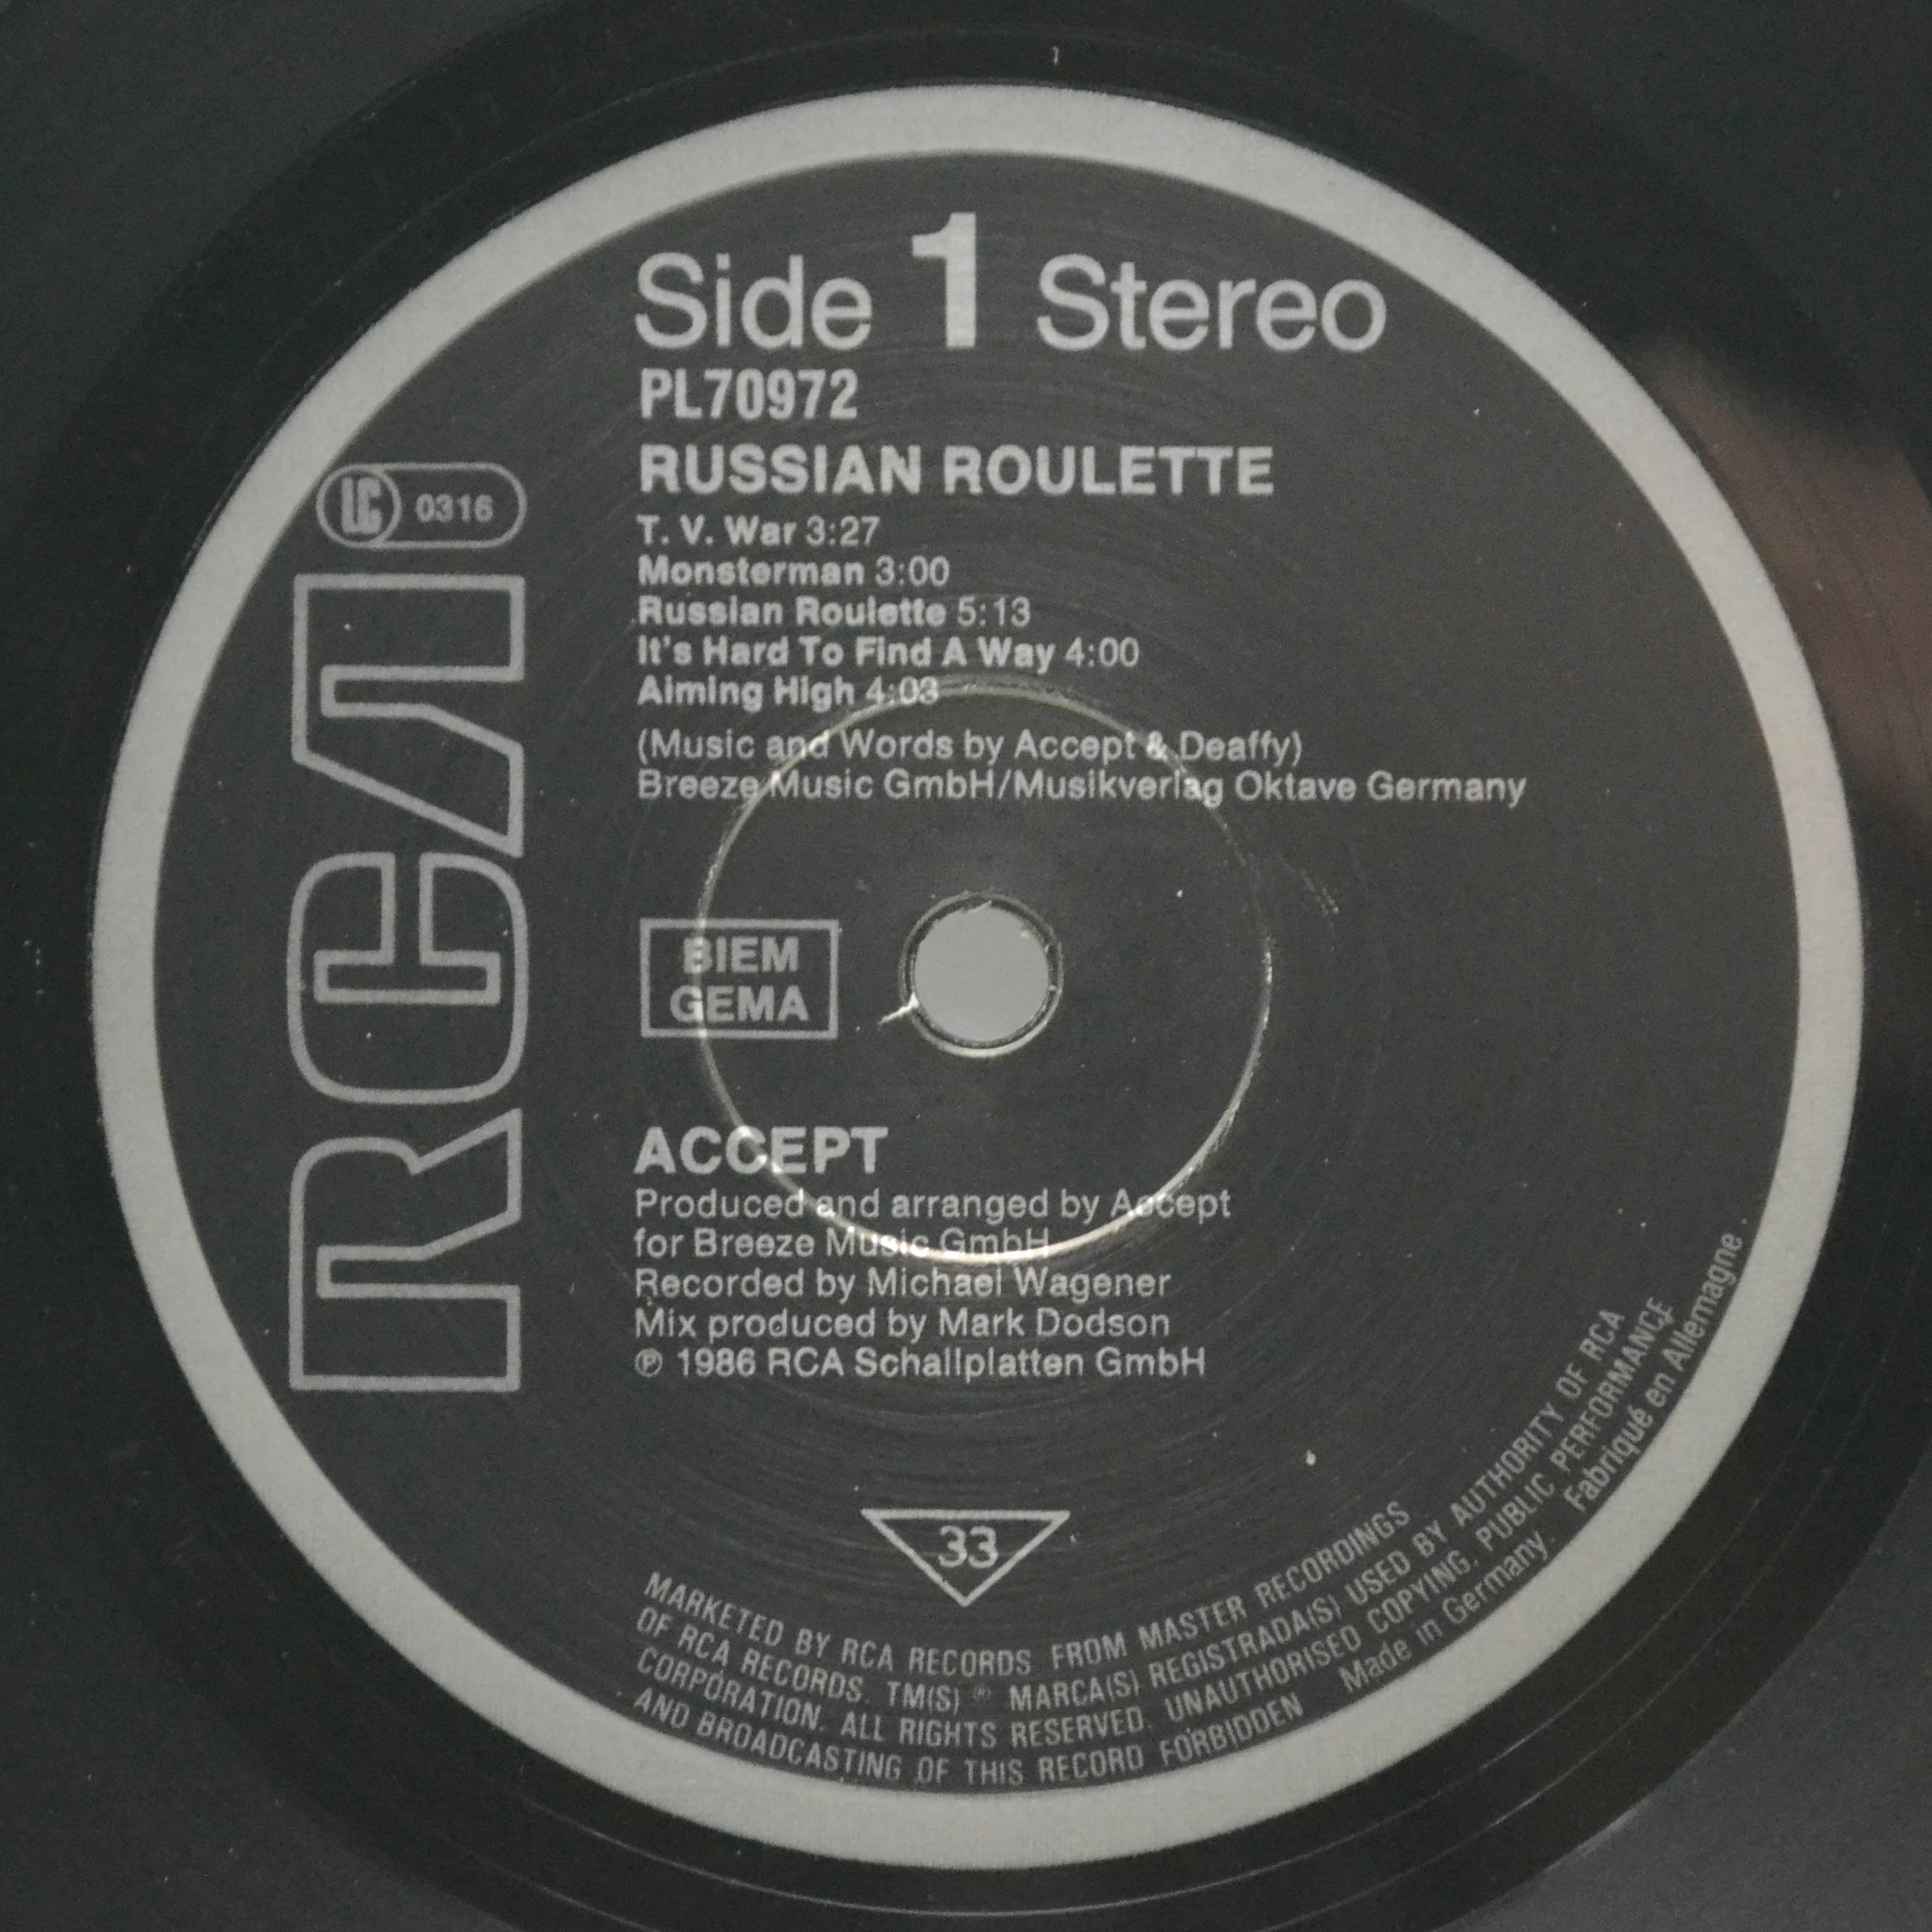 Side 1 Stereo
PL70972
RUSSIAN ROULETTE
T. V. War 3:27
Monsterman 3:00
Russian Roulette 5:13
It's Hard To Find A Way 4:00
Aiming High 4:03
(Music and Words by Accept & Deaffy)
Breeze Music GmbH/Musikverlag Oktave Germany
LC 0316
RCA
BIEM
GEMA
ACCEPT
Produced and arranged by Accept
for Breeze Music GmbH
Recorded by Michael Wagener
Mix produced by Mark Dodson
℗ 1986 RCA Schallplatten GmbH
33
MARKETED BY RCA RECORDS FROM MASTER RECORDINGS
OF RCA RECORDS. TM(S) ® MARCA(S) REGISTRADA(S) USED BY AUTHORITY OF RCA
CORPORATION. ALL RIGHTS RESERVED. UNAUTHORISED COPYING. PUBLIC PERFORMANCE
AND BROADCASTING OF THIS RECORD FORBIDDEN Made in Germany. Fabriqué en Allemagne.